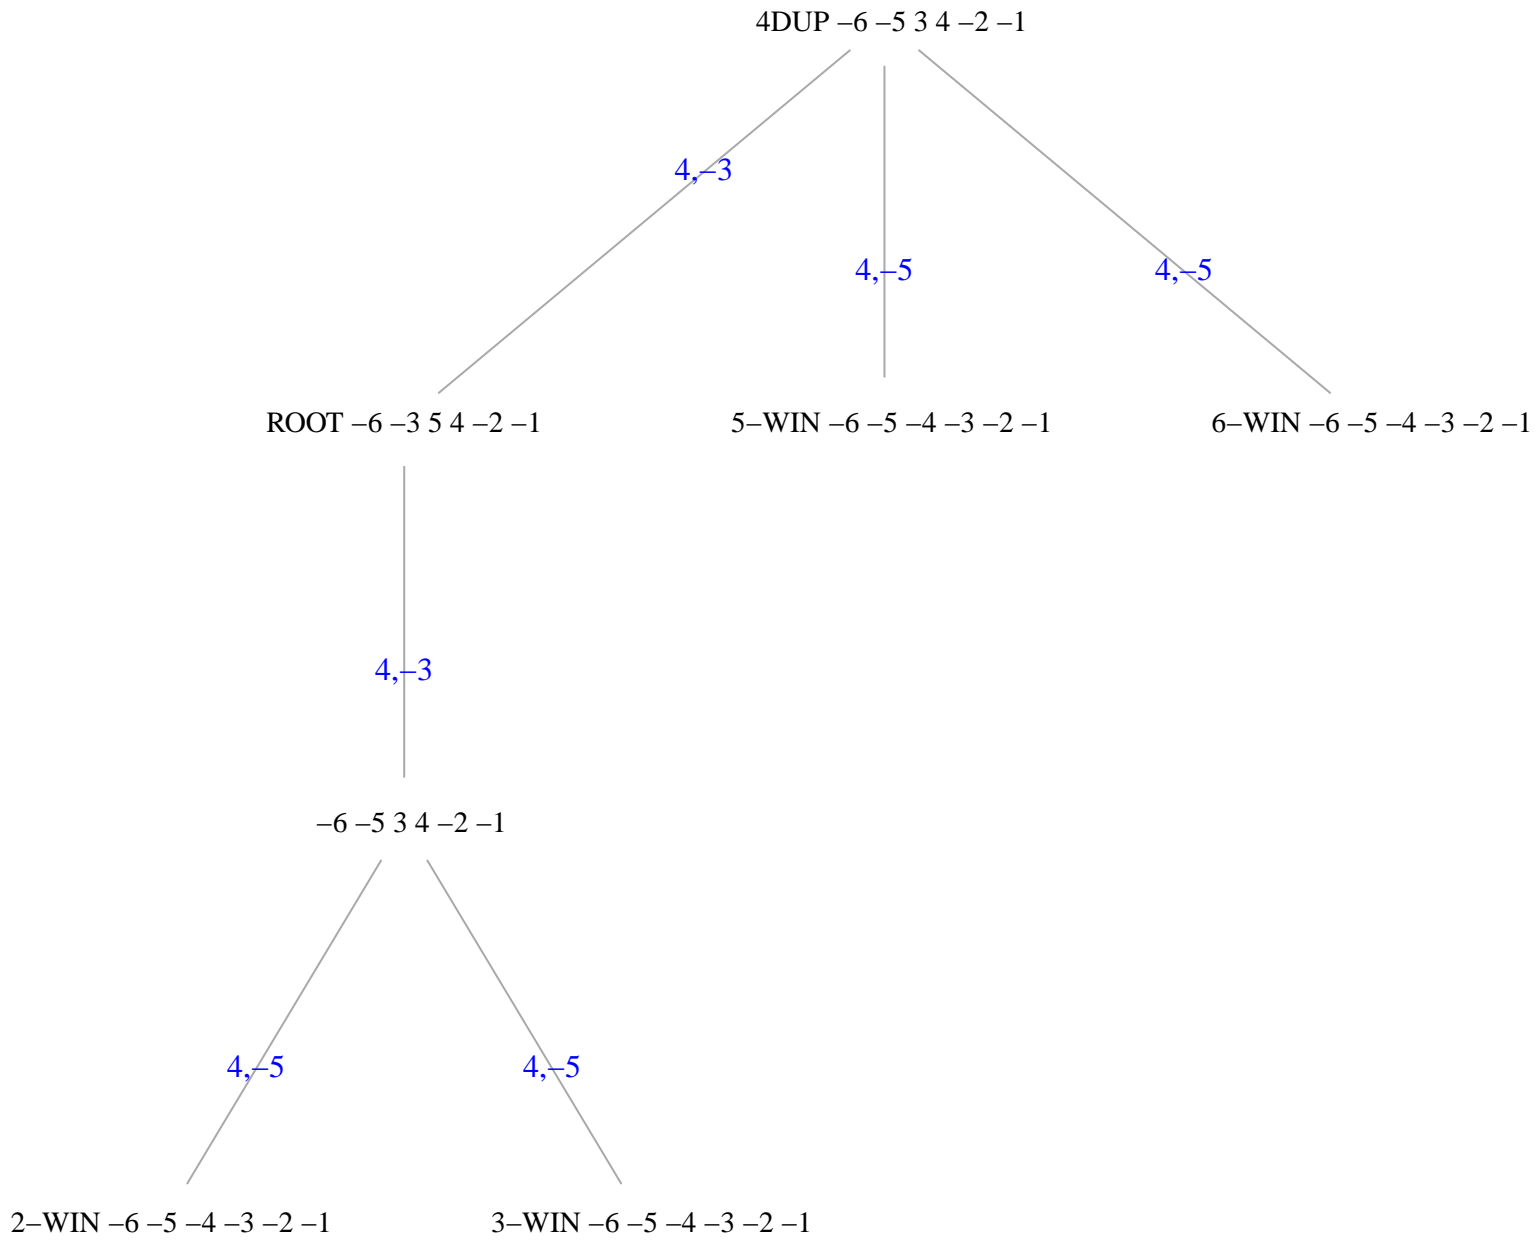 4DUP –6 –5 3 4 –2 –1
4,–3
4,–5
4,–5
ROOT –6 –3 5 4 –2 –1
5–WIN –6 –5 –4 –3 –2 –1
6–WIN –6 –5 –4 –3 –2 –1
4,–3
–6 –5 3 4 –2 –1
4,–5
4,–5
2–WIN –6 –5 –4 –3 –2 –1
3–WIN –6 –5 –4 –3 –2 –1